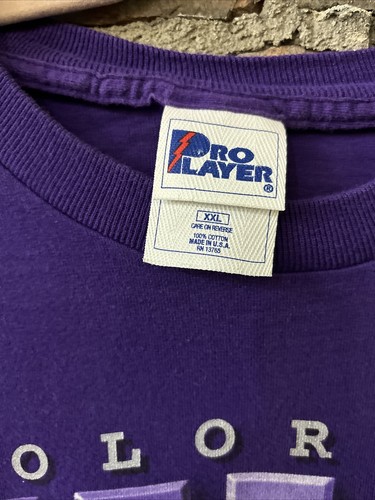 PRO
PLAYER®
XXL
CARE ON REVERSE
100% COTTON
MADE IN U.S.A.
RN 13765
OLOR